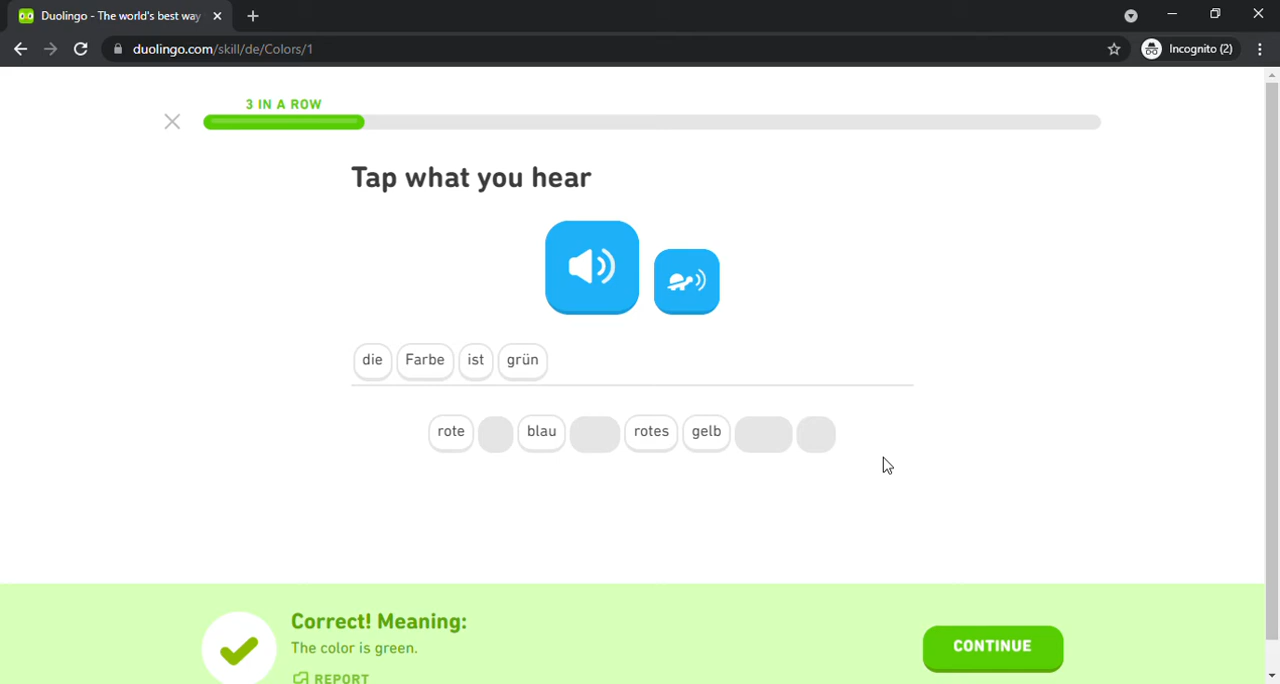 Duolingo - The world's best way
duolingo.com/skill/de/Colors/1
Incognito (2)
3 IN A ROW
Tap what you hear
die Farbe ist grün
rote blau rotes gelb
Correct! Meaning:
The color is green.
REPORT
CONTINUE